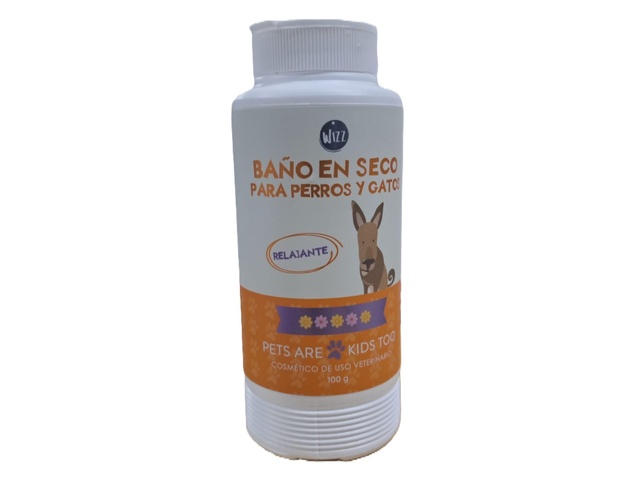 WIZZ
BAÑO EN SECO
PARA PERROS Y GATOS
RELAJANTE
PETS ARE KIDS TOO
COSMÉTICO DE USO VETERINARIO
100 g